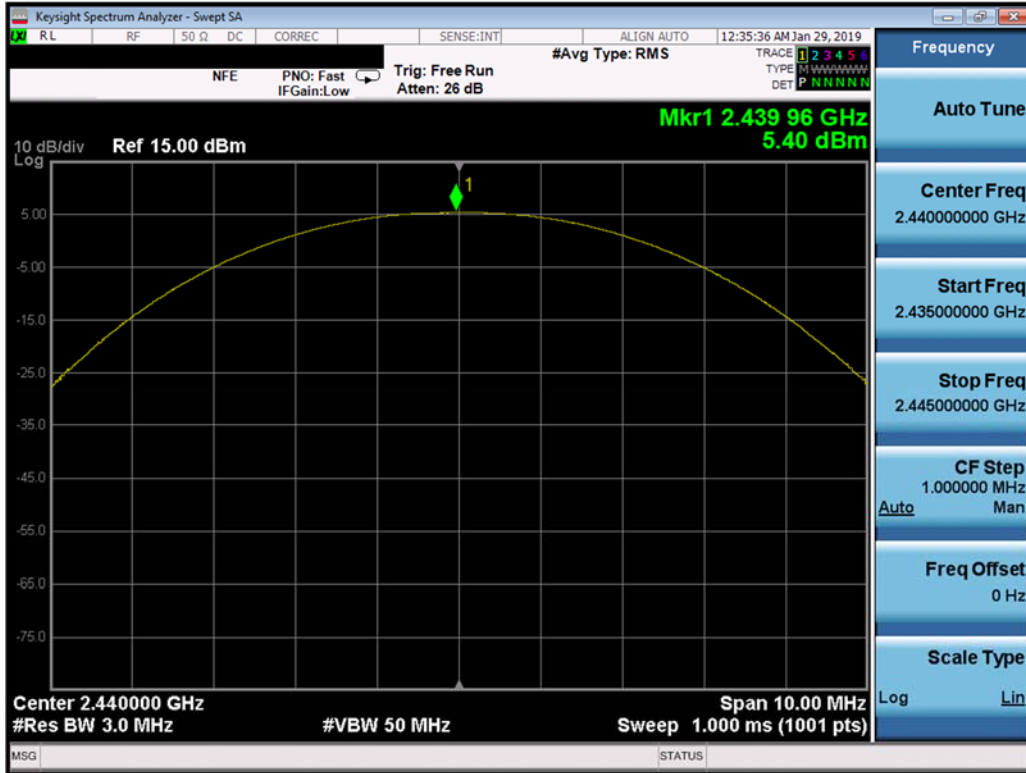 Keysight Spectrum Analyzer - Swept SA
LXI RL RF 50 Ω DC CORREC SENSE:INT ALIGN AUTO 12:35:36 AM Jan 29, 2019
#Avg Type: RMS TRACE 1 2 3 4 5 6
NFE PNO: Fast Trig: Free Run TYPE M W W W W W
IFGain:Low Atten: 26 dB DET P N N N N N
Mkr1 2.439 96 GHz
5.40 dBm
10 dB/div Ref 15.00 dBm
Log
1
5.00
-5.00
-15.0
-25.0
-35.0
-45.0
-55.0
-65.0
-75.0
Center 2.440000 GHz Span 10.00 MHz
#Res BW 3.0 MHz #VBW 50 MHz Sweep 1.000 ms (1001 pts)
MSG STATUS
Frequency
Auto Tune
Center Freq
2.440000000 GHz
Start Freq
2.435000000 GHz
Stop Freq
2.445000000 GHz
CF Step
1.000000 MHz
Auto Man
Freq Offset
0 Hz
Scale Type
Log Lin